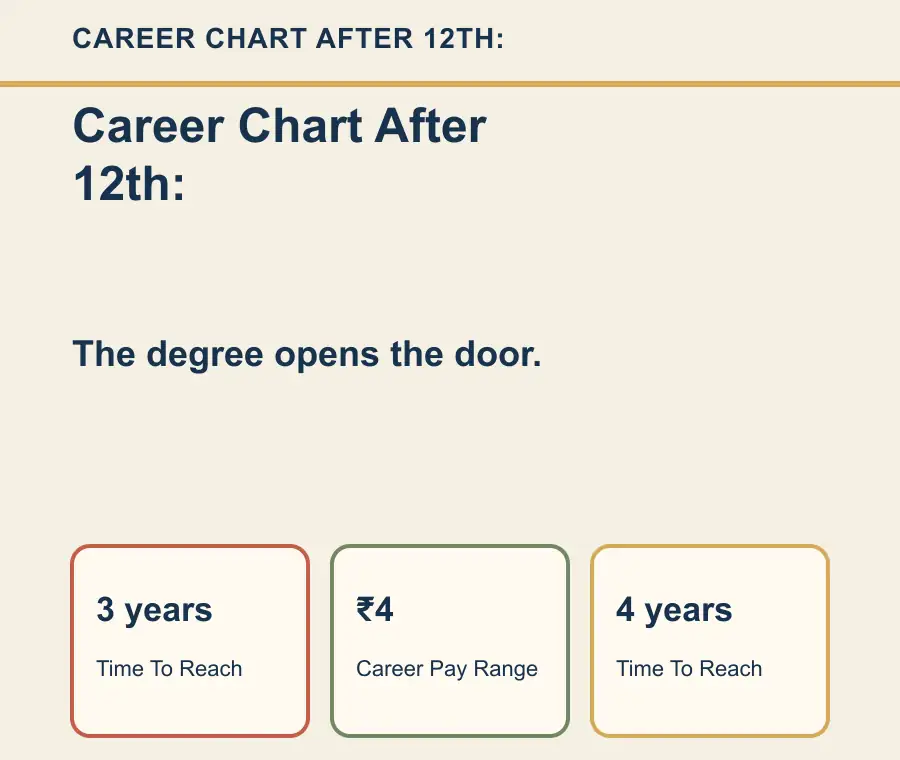 CAREER CHART AFTER 12TH:
Career Chart After
12th:
The degree opens the door.
3 years
Time To Reach
₹4
Career Pay Range
4 years
Time To Reach